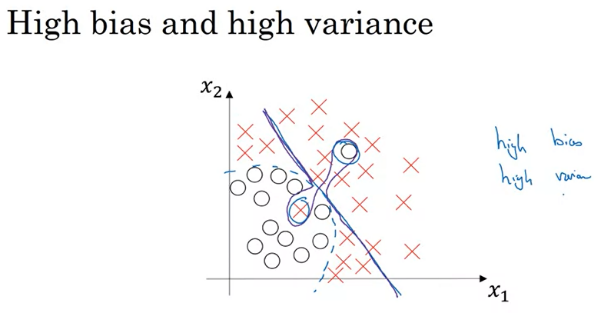 High bias and high variance
x₂
high bias
high varian
x₁